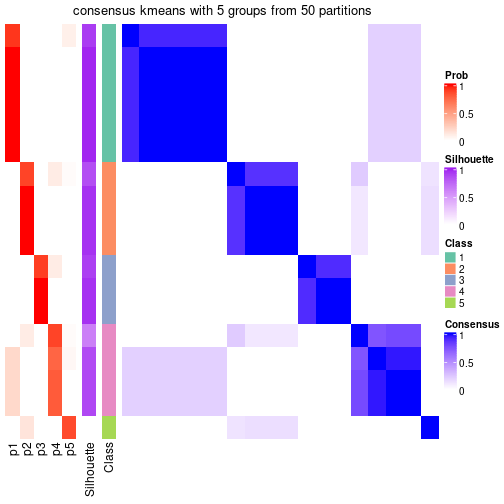 consensus kmeans with 5 groups from 50 partitions
Prob
1
0.5
0
Silhouette
1
0.5
0
Class
1
2
3
4
5
Consensus
1
0.5
0
p1
p2
p3
p4
p5
Silhouette
Class